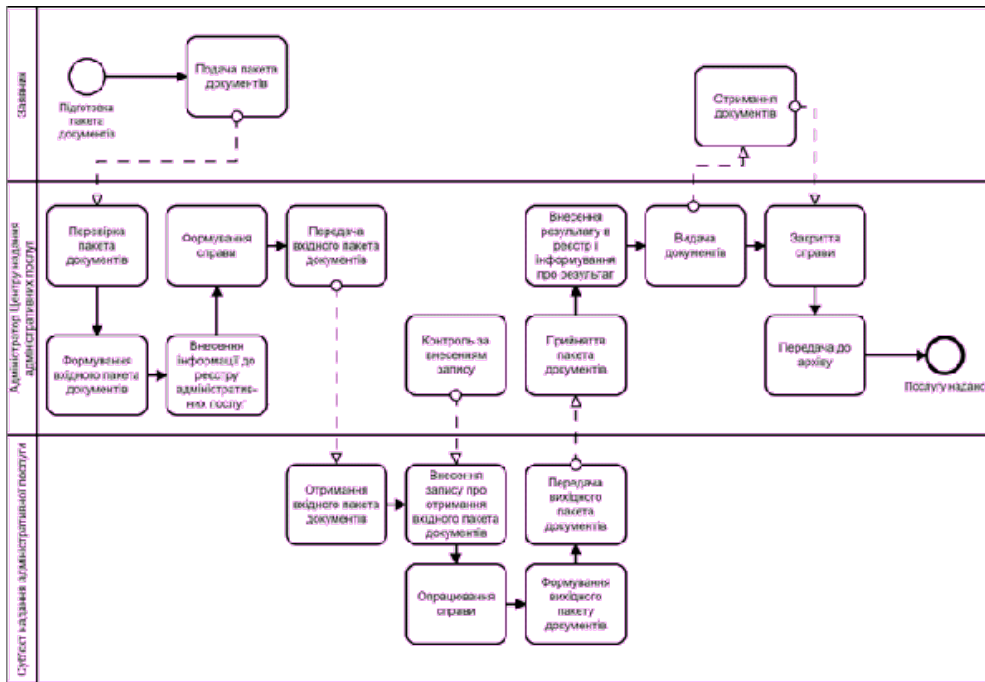 Заявник
Підготовка
пакета
документів
Подача пакета
документів
Отримання
документів
Адміністратор Центру надання
адміністративних послуг
Перевірка
пакета
документів
Формування
вхідного пакета
документів
Внесення
інформації до
реєстру
адміністратив-
них послуг
Формування
справи
Передача
вхідного пакета
документів
Контроль за
внесенням
запису
Прийняття
пакета
документів
Внесення
результату в
реєстр і
інформування
про результат
Видача
документів
Закриття
справи
Передача до
архіву
Послугу надано
Суб'єкт надання адміністративної послуги
Отримання
вхідного пакета
документів
Внесення
запису про
отримання
вхідного пакета
документів
Опрацювання
справи
Формування
вихідного
пакету
документів
Передача
вихідного
пакета
документів